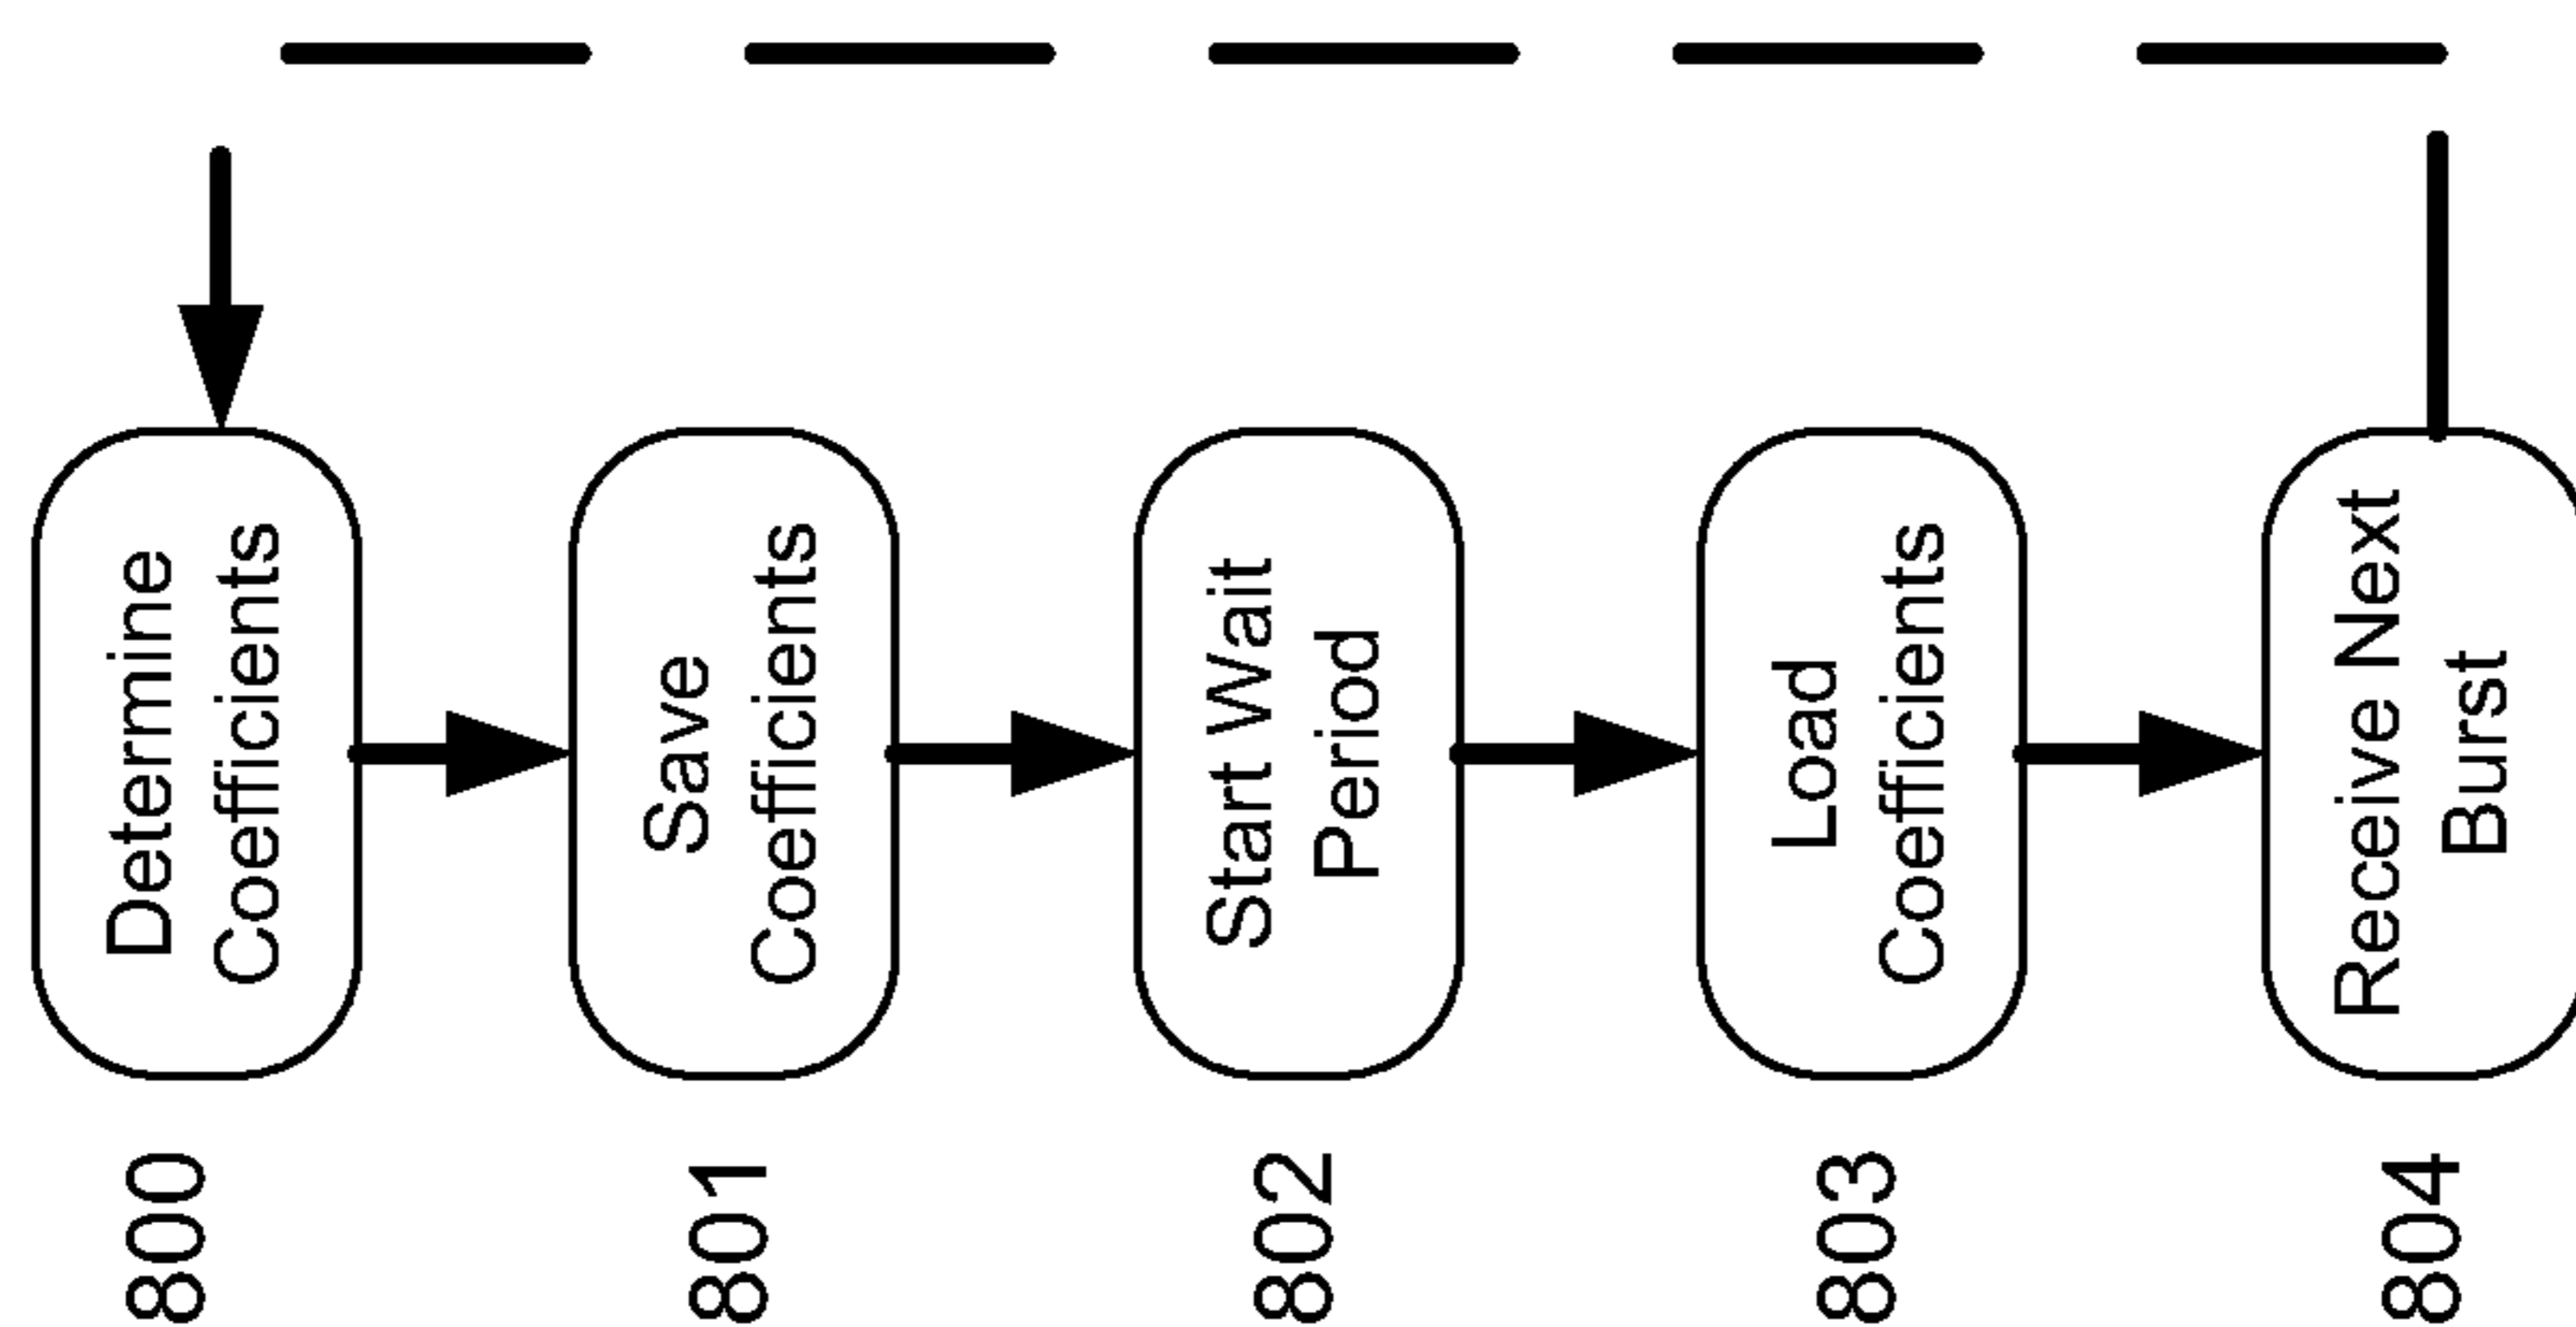 800
Determine
Coefficients
801
Save
Coefficients
802
Start Wait
Period
803
Load
Coefficients
804
Receive Next
Burst